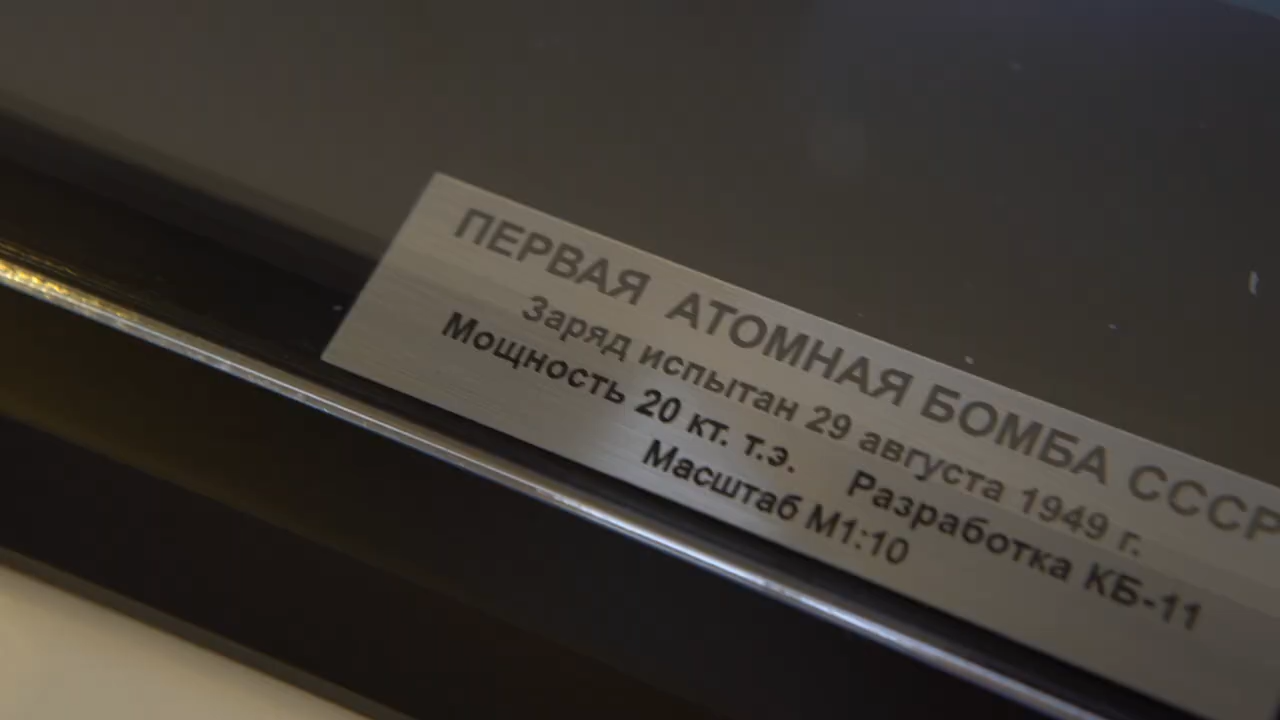 ПЕРВАЯ АТОМНАЯ БОМБА СССР
Заряд испытан 29 августа 1949 г.
Мощность 20 кт. т.э. Разработка КБ-11
Масштаб М1:10